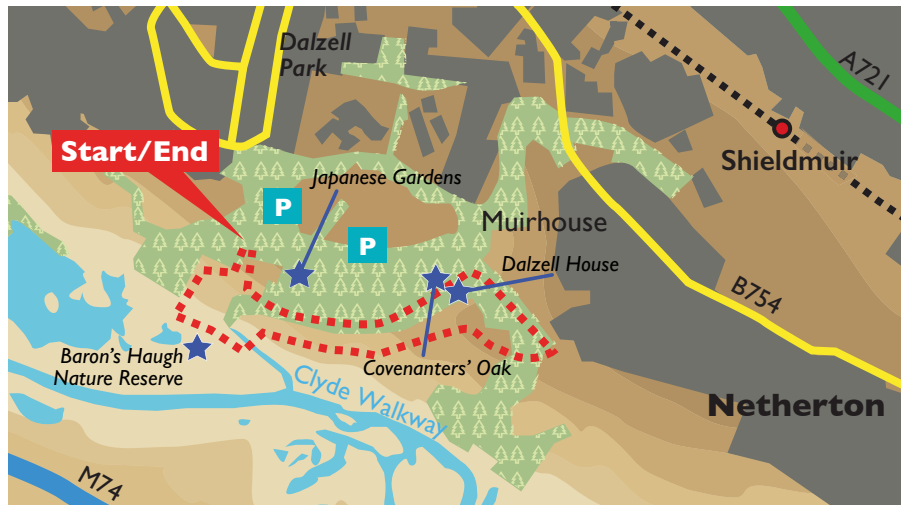 Dalzell
Park
A721
Start/End
Shieldmuir
Japanese Gardens
P
Muirhouse
P
Dalzell House
B754
Baron's Haugh
Nature Reserve
Covenanters' Oak
Clyde Walkway
Netherton
M74